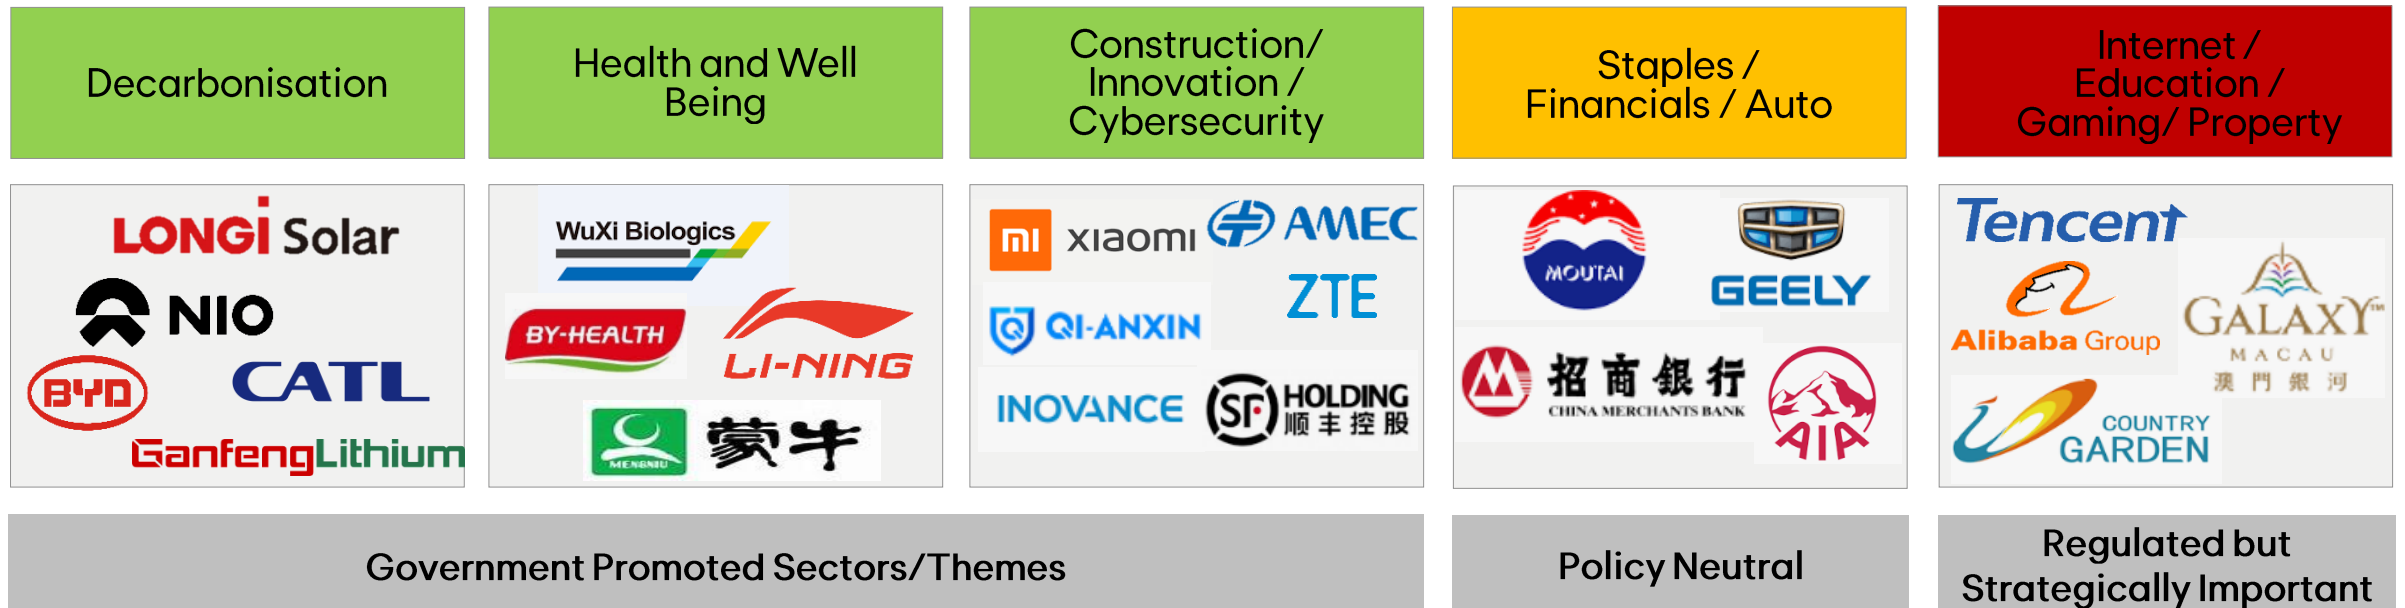 Decarbonisation
Health and Well
Being
Construction/
Innovation /
Cybersecurity
Staples /
Financials / Auto
Internet /
Education /
Gaming/ Property
LONGi Solar
NIO
BYD
CATL
GanfengLithium
WuXi Biologics
BY-HEALTH
LI-NING
MENGNIU
蒙牛
mi xiaomi
AMEC
ZTE
QI-ANXIN
INOVANCE
SF
HOLDING
顺丰控股
MOUTAI
GEELY
招商銀行
CHINA MERCHANTS BANK
AIA
Tencent
Alibaba Group
GALAXY™
MACAU
澳門銀河
COUNTRY
GARDEN
Government Promoted Sectors/Themes
Policy Neutral
Regulated but
Strategically Important